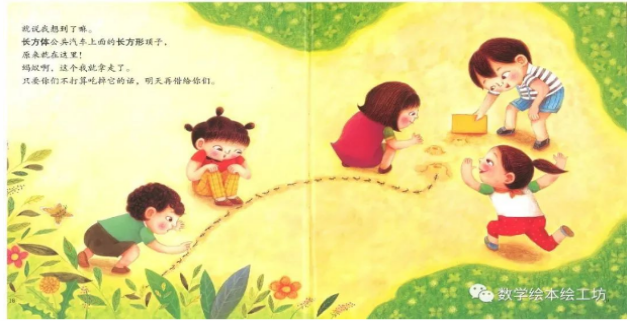 就说我想到了嘛。
长方体公共汽车上面的长方形顶子，
原来就在这里！
蚂蚁啊，这个我就拿走了。
只要你们不打算吃掉它的话，明天再借给你们。
数学绘本绘工坊